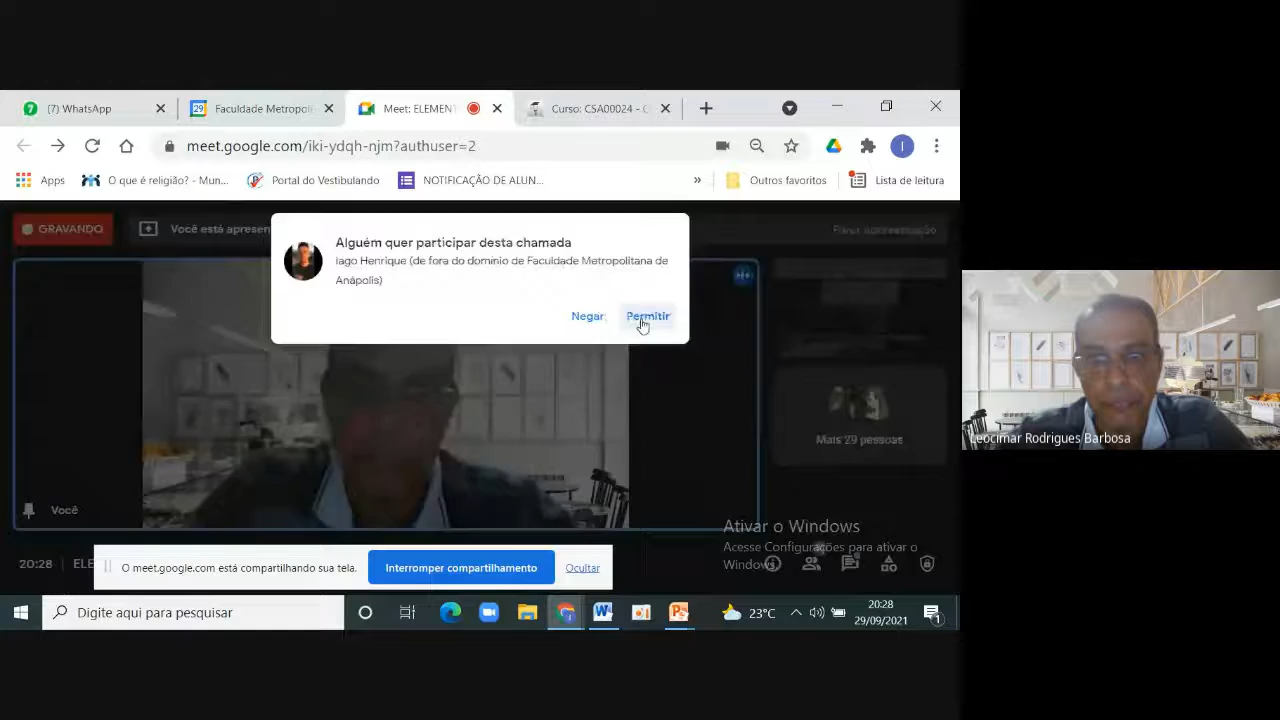 (7) WhatsApp
Faculdade Metropoli
Meet: ELEMEN
Curso: CSA00024 - C
meet.google.com/iki-ydqh-njm?authuser=2
Apps
O que é religião? - Mun...
Portal do Vestibulando
NOTIFICAÇÃO DE ALUN...
»
Outros favoritos
Lista de leitura
GRAVANDO
Você está apresen
Parar apresentação
Alguém quer participar desta chamada
Iago Henrique (de fora do domínio de Faculdade Metropolitana de
Anápolis)
Negar
Permitir
Mais 29 pessoas
Leocimar Rodrigues Barbosa
Você
Ativar o Windows
Acesse Configurações para ativar o
Windows.
20:28
ELE
O meet.google.com está compartilhando sua tela.
Interromper compartilhamento
Ocultar
Digite aqui para pesquisar
23°C
20:28
29/09/2021